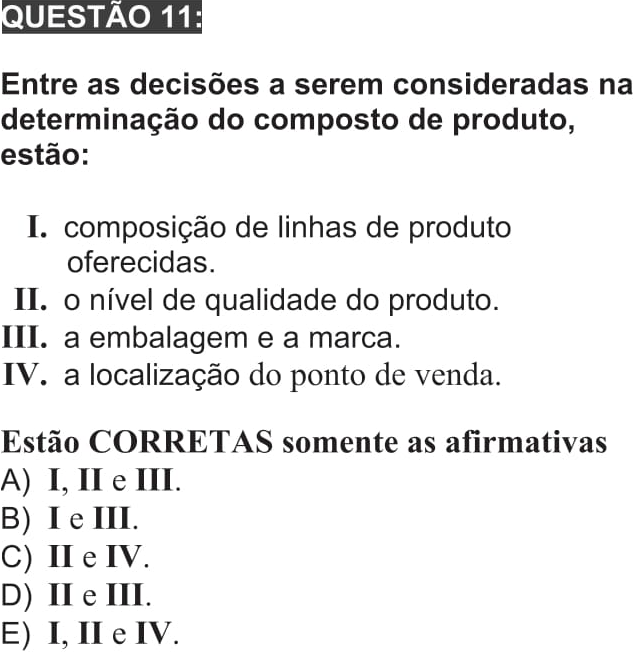 QUESTÃO 11:
Entre as decisões a serem consideradas na
determinação do composto de produto,
estão:
I. composição de linhas de produto
oferecidas.
II. o nível de qualidade do produto.
III. a embalagem e a marca.
IV. a localização do ponto de venda.
Estão CORRETAS somente as afirmativas
A) I, II e III.
B) I e III.
C) II e IV.
D) II e III.
E) I, II e IV.